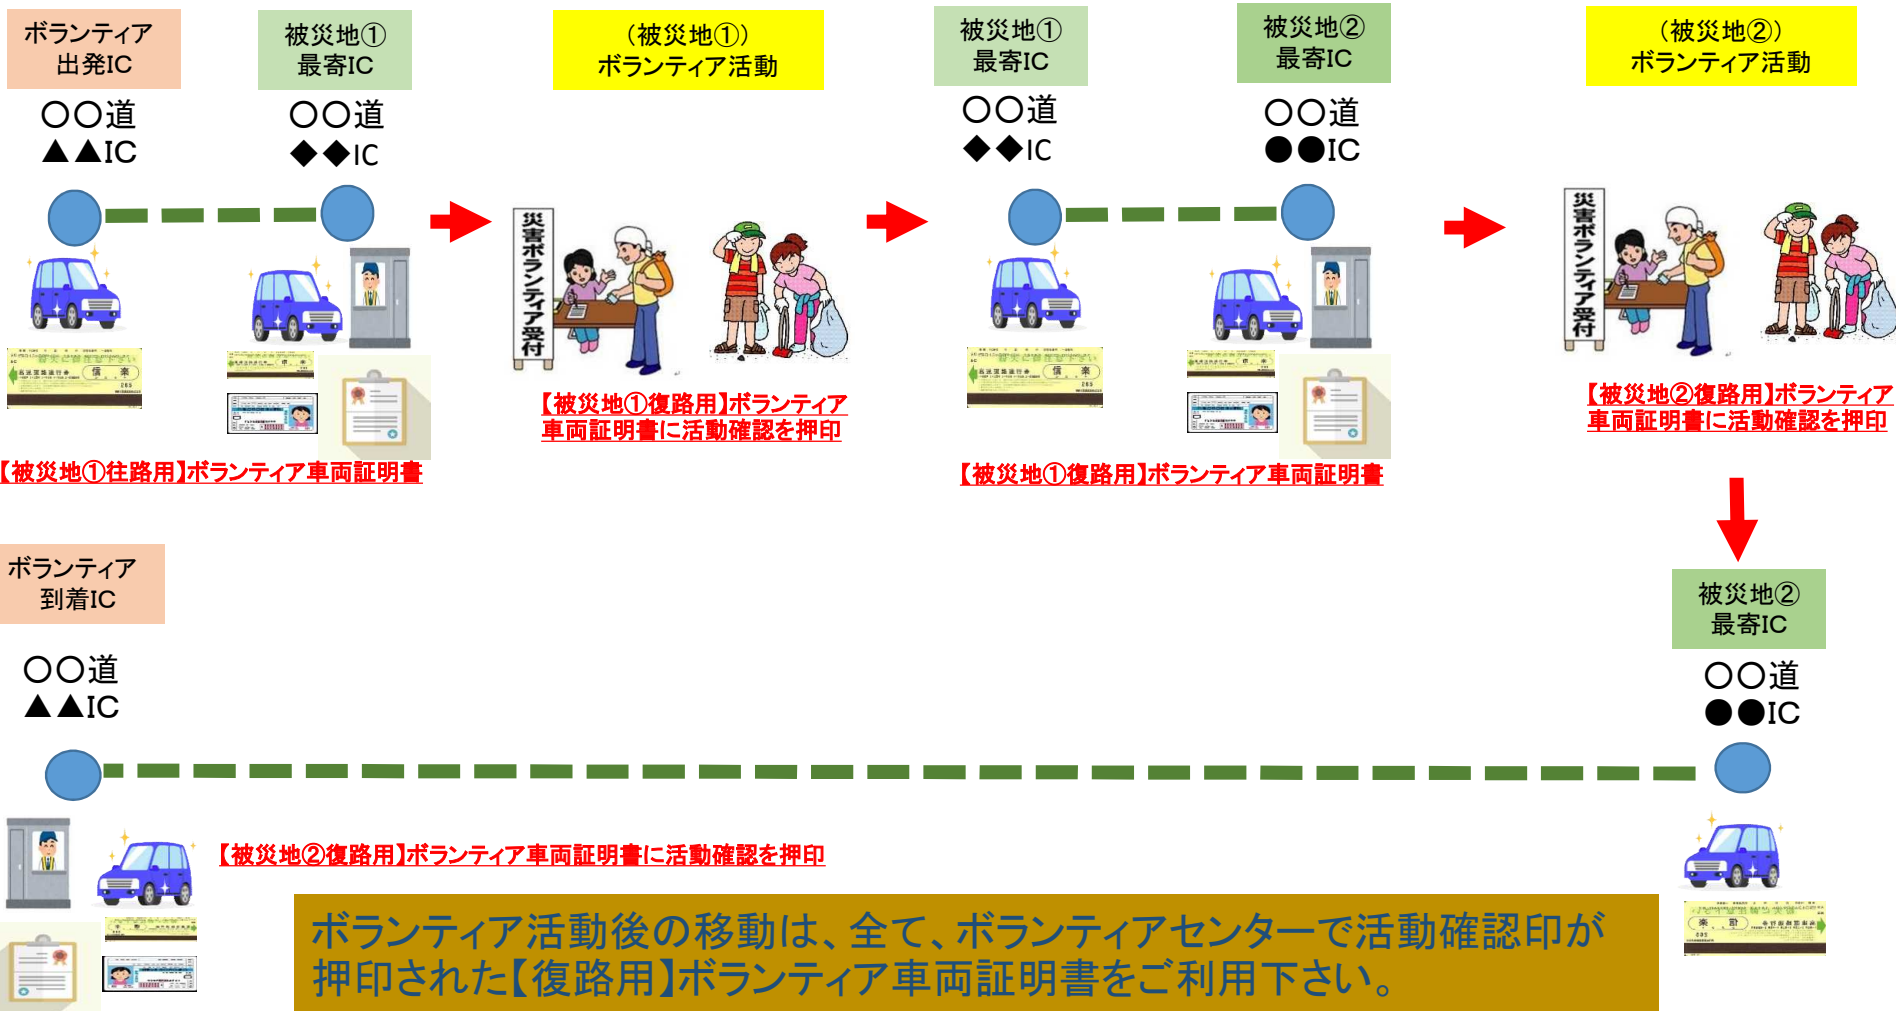 ボランティア
出発IC
〇〇道
▲▲IC
被災地①
最寄IC
〇〇道
◆◆IC
（被災地①）
ボランティア活動
被災地①
最寄IC
〇〇道
◆◆IC
被災地②
最寄IC
〇〇道
●●IC
（被災地②）
ボランティア活動
災害ボランティア受付
災害ボランティア受付
信楽
265
信楽
信楽
265
信楽
【被災地①往路用】ボランティア車両証明書
【被災地①復路用】ボランティア
車両証明書に活動確認を押印
【被災地①復路用】ボランティア車両証明書
【被災地②復路用】ボランティア
車両証明書に活動確認を押印
ボランティア
到着IC
〇〇道
▲▲IC
被災地②
最寄IC
〇〇道
●●IC
【被災地②復路用】ボランティア車両証明書に活動確認を押印
ボランティア活動後の移動は、全て、ボランティアセンターで活動確認印が
押印された【復路用】ボランティア車両証明書をご利用下さい。